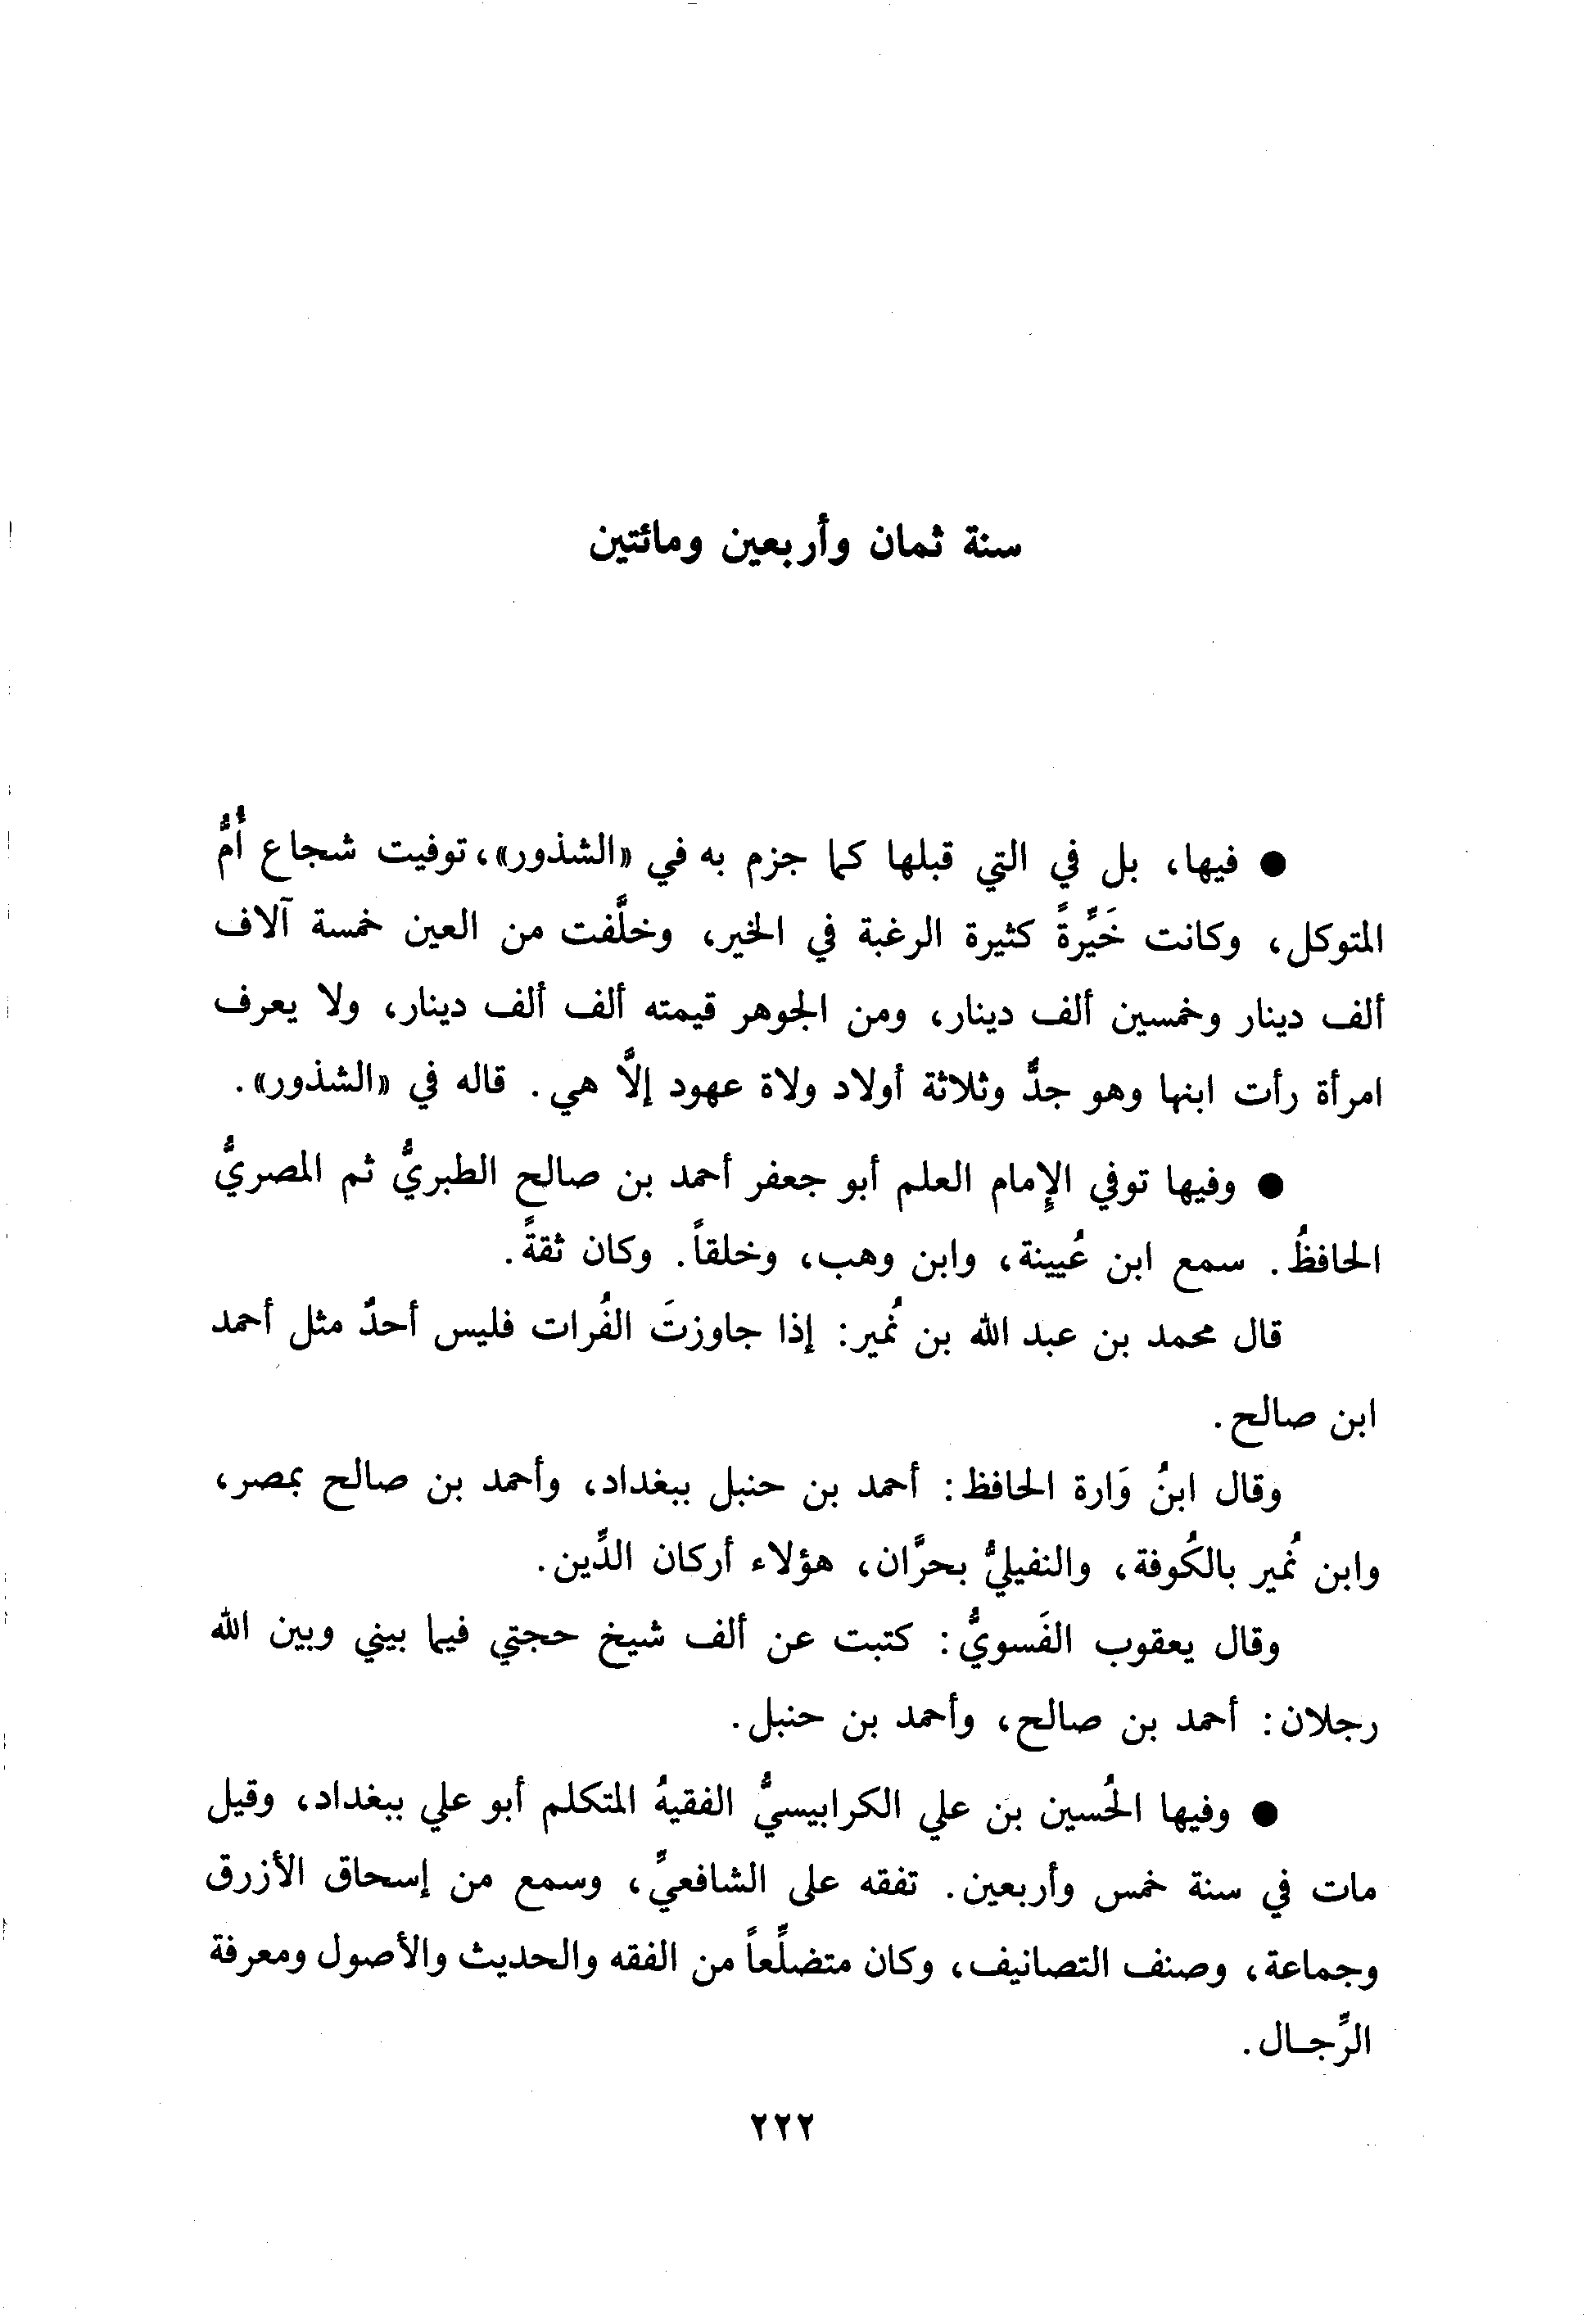 سنة ثمان وأربعين ومائتين
● فيها، بل في التي قبلها كما جزم به في «الشذور»، توفيت شجاع أُمُّ
المتوكل، وكانت خَيِّرةً كثيرة الرغبة في الخير، وخلَّفت من العين خمسة آلاف
ألف دينار وخمسين ألف دينار، ومن الجوهر قيمته ألف ألف دينار، ولا يعرف
امرأة رأت ابنها وهو جدٌّ وثلاثة أولاد ولاة عهود إلَّا هي. قاله في «الشذور».
● وفيها توفي الإِمام العلم أبو جعفر أحمد بن صالح الطبريُّ ثم المصريُّ
الحافظُ. سمع ابن عُيينة، وابن وهب، وخلقاً. وكان ثقةً.
قال محمد بن عبد الله بن نُمير: إذا جاوزتَ الفُرات فليس أحدٌ مثل أحمد
ابن صالح.
وقال ابنُ وَارة الحافظ: أحمد بن حنبل ببغداد، وأحمد بن صالح بمصر،
وابن نُمير بالكُوفة، والنفيليُّ بحرَّان، هؤلاء أركان الدِّين.
وقال يعقوب الفَسويُّ: كتبت عن ألف شيخ حجتي فيما بيني وبين الله
رجلان: أحمد بن صالح، وأحمد بن حنبل.
● وفيها الحُسين بن علي الكرابيسيُّ الفقيهُ المتكلم أبو علي ببغداد، وقيل
مات في سنة خمس وأربعين. تفقه على الشافعيِّ، وسمع من إسحاق الأزرق
وجماعة، وصنف التصانيف، وكان متضلِّعاً من الفقه والحديث والأصول ومعرفة
الرِّجال.
٢٢٢